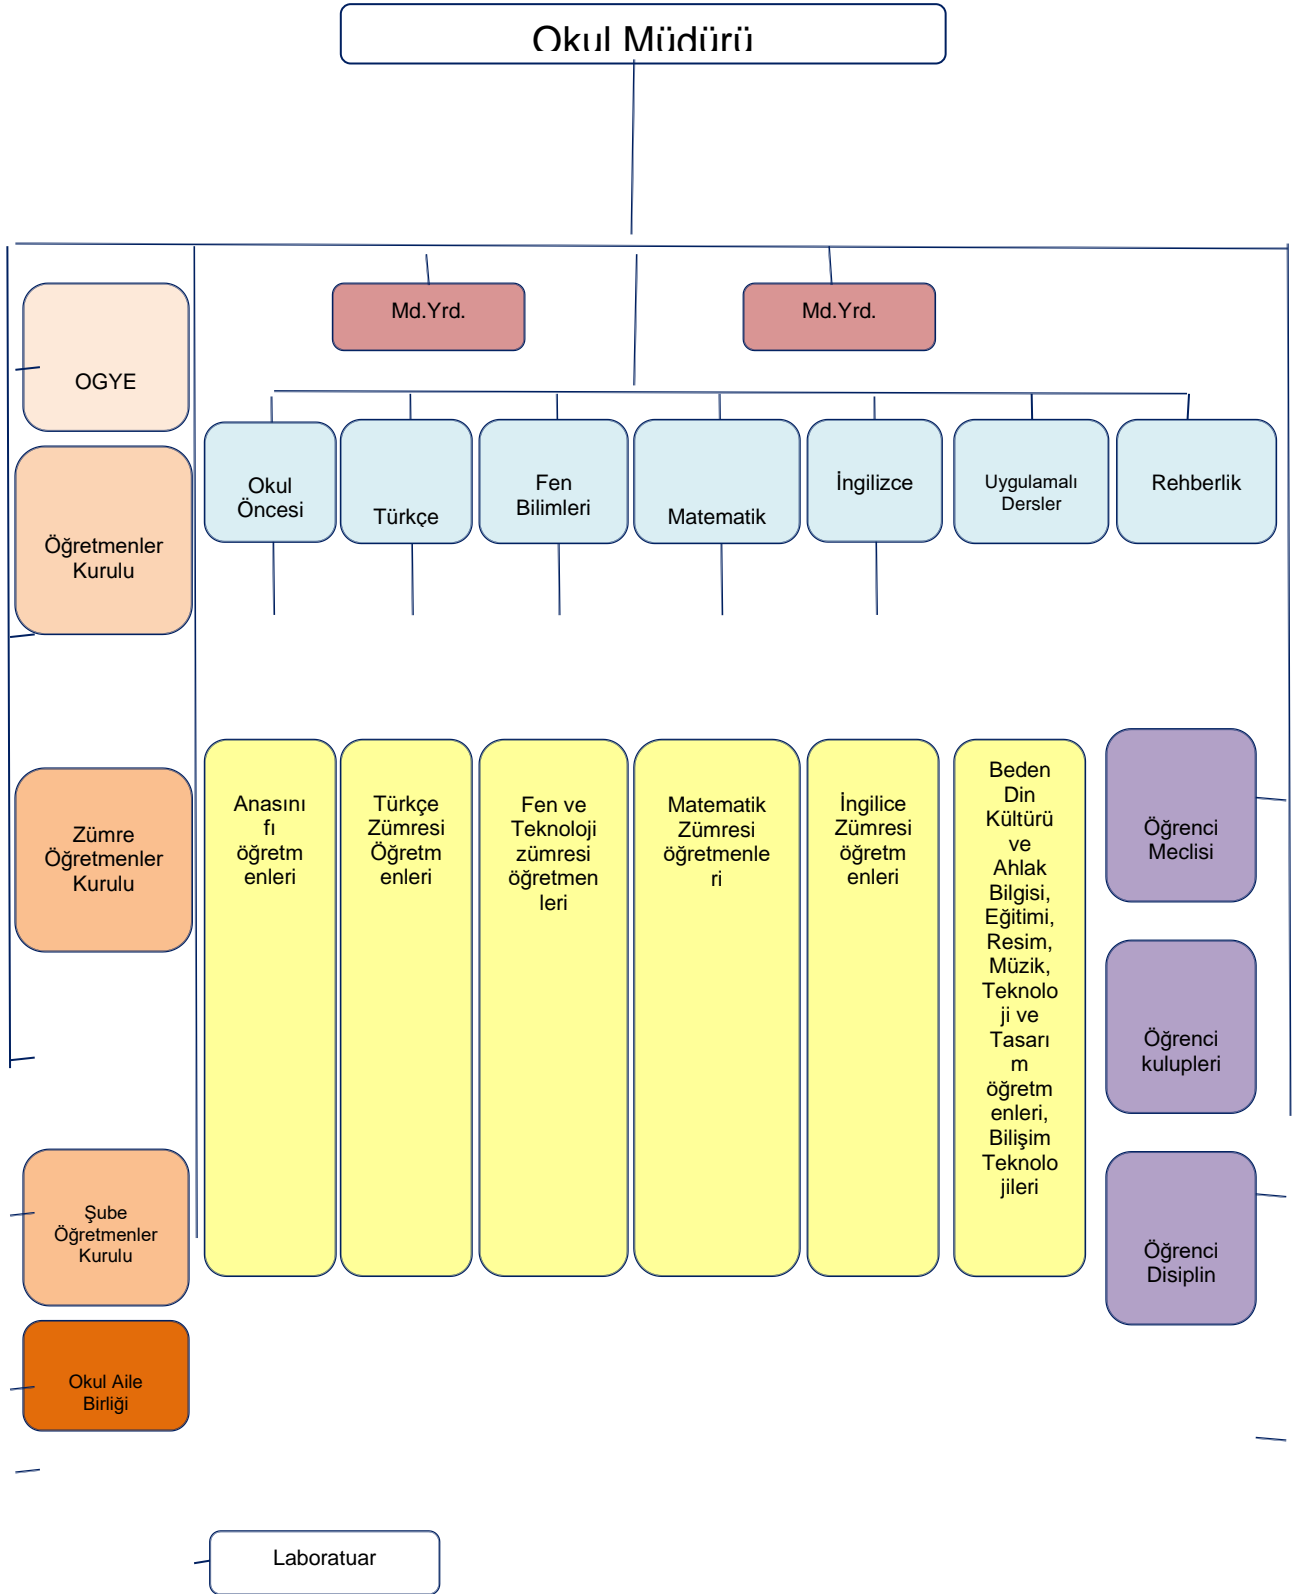 Okul Müdürü
Md.Yrd.
Md.Yrd.
OGYE
Öğretmenler
Kurulu
Okul
Öncesi
Türkçe
Fen
Bilimleri
Matematik
İngilizce
Uygulamalı
Dersler
Rehberlik
Zümre
Öğretmenler
Kurulu
Anasını
fı
öğretm
enleri
Türkçe
Zümresi
Öğretm
enleri
Fen ve
Teknoloji
zümresi
öğretmen
leri
Matematik
Zümresi
öğretmenle
ri
İngilice
Zümresi
öğretm
enleri
Beden
Din
Kültürü
ve
Ahlak
Bilgisi,
Eğitimi,
Resim,
Müzik,
Teknolo
ji ve
Tasarı
m
öğretm
enleri,
Bilişim
Teknolo
jileri
Öğrenci
Meclisi
Öğrenci
kulupleri
Öğrenci
Disiplin
Şube
Öğretmenler
Kurulu
Okul Aile
Birliği
Laboratuar